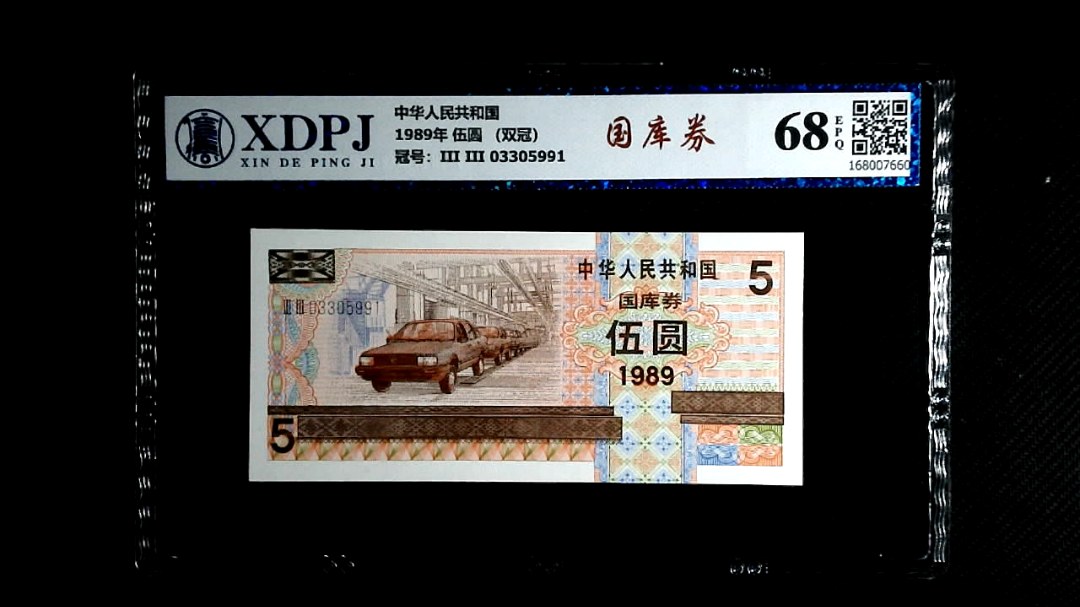 XDPJ
XIN DE PING JI
中华人民共和国
1989年 伍圆 （双冠）
冠号：III III 03305991
国库券
68
EPQ
168007660
中华人民共和国
5
国库券
III III 03305991
伍圆
1989
5